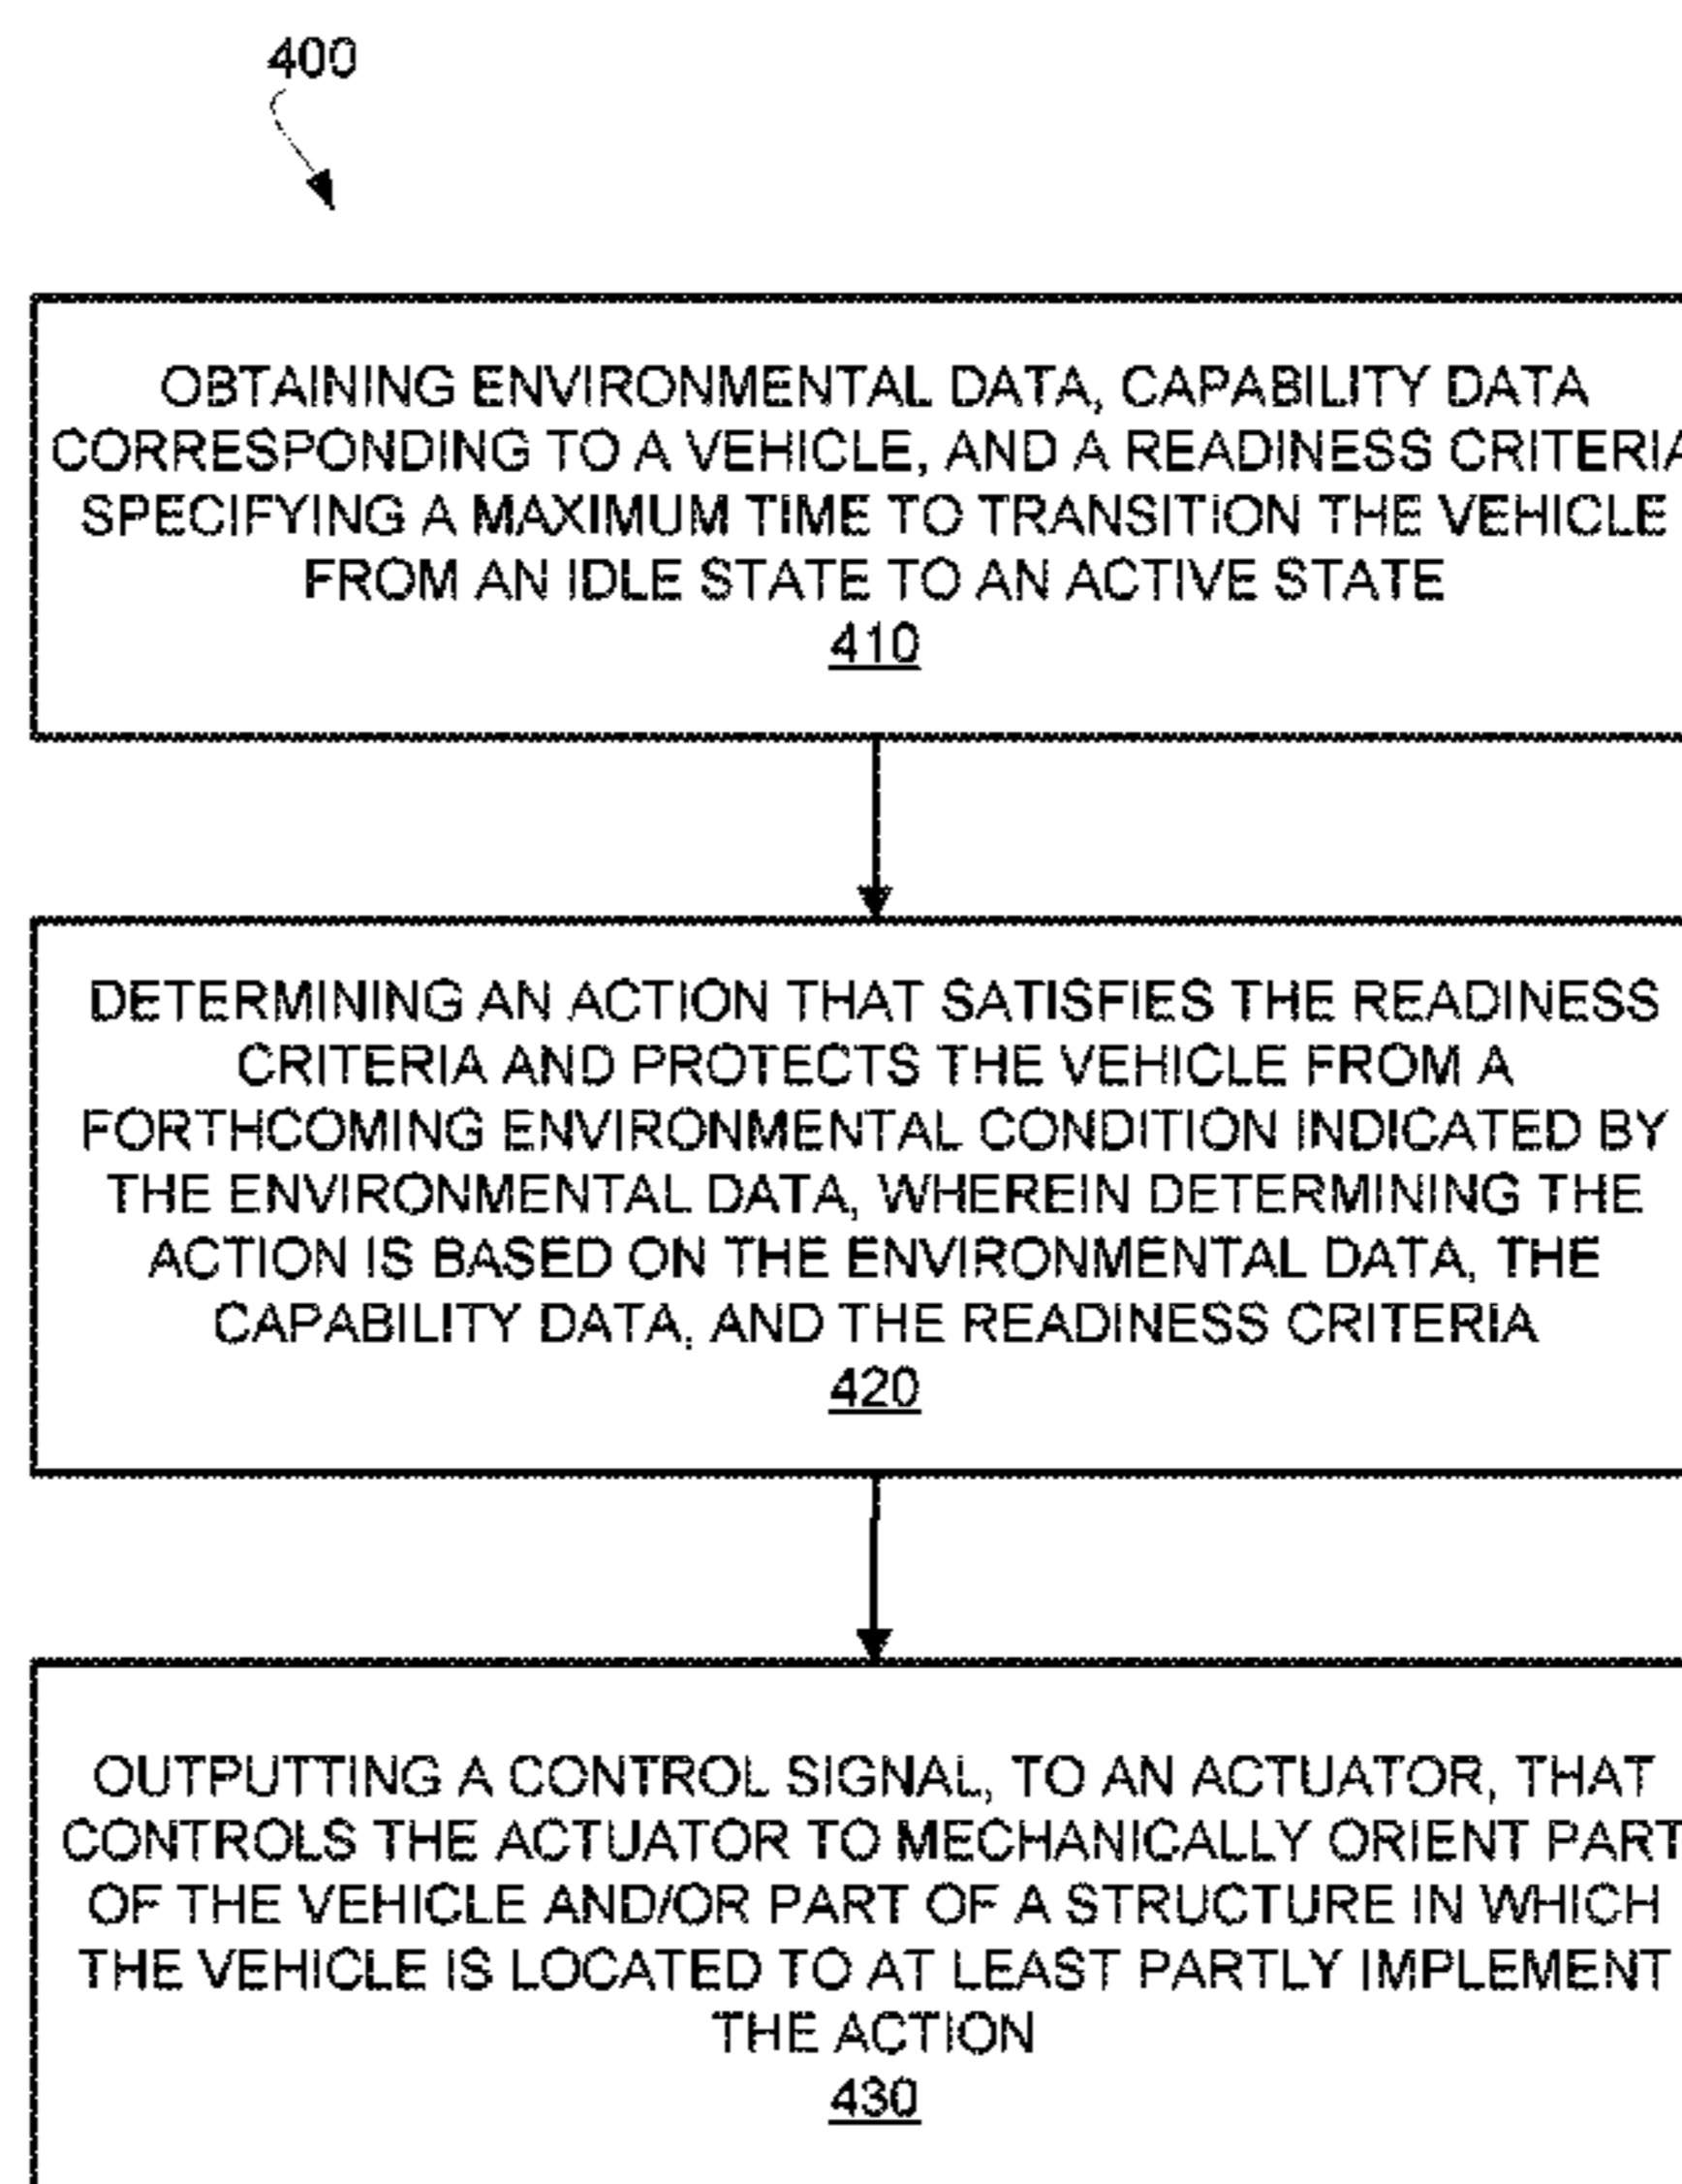 400
OBTAINING ENVIRONMENTAL DATA, CAPABILITY DATA
CORRESPONDING TO A VEHICLE, AND A READINESS CRITERIA
SPECIFYING A MAXIMUM TIME TO TRANSITION THE VEHICLE
FROM AN IDLE STATE TO AN ACTIVE STATE
410
DETERMINING AN ACTION THAT SATISFIES THE READINESS
CRITERIA AND PROTECTS THE VEHICLE FROM A
FORTHCOMING ENVIRONMENTAL CONDITION INDICATED BY
THE ENVIRONMENTAL DATA, WHEREIN DETERMINING THE
ACTION IS BASED ON THE ENVIRONMENTAL DATA, THE
CAPABILITY DATA, AND THE READINESS CRITERIA
420
OUTPUTTING A CONTROL SIGNAL, TO AN ACTUATOR, THAT
CONTROLS THE ACTUATOR TO MECHANICALLY ORIENT PART
OF THE VEHICLE AND/OR PART OF A STRUCTURE IN WHICH
THE VEHICLE IS LOCATED TO AT LEAST PARTLY IMPLEMENT
THE ACTION
430